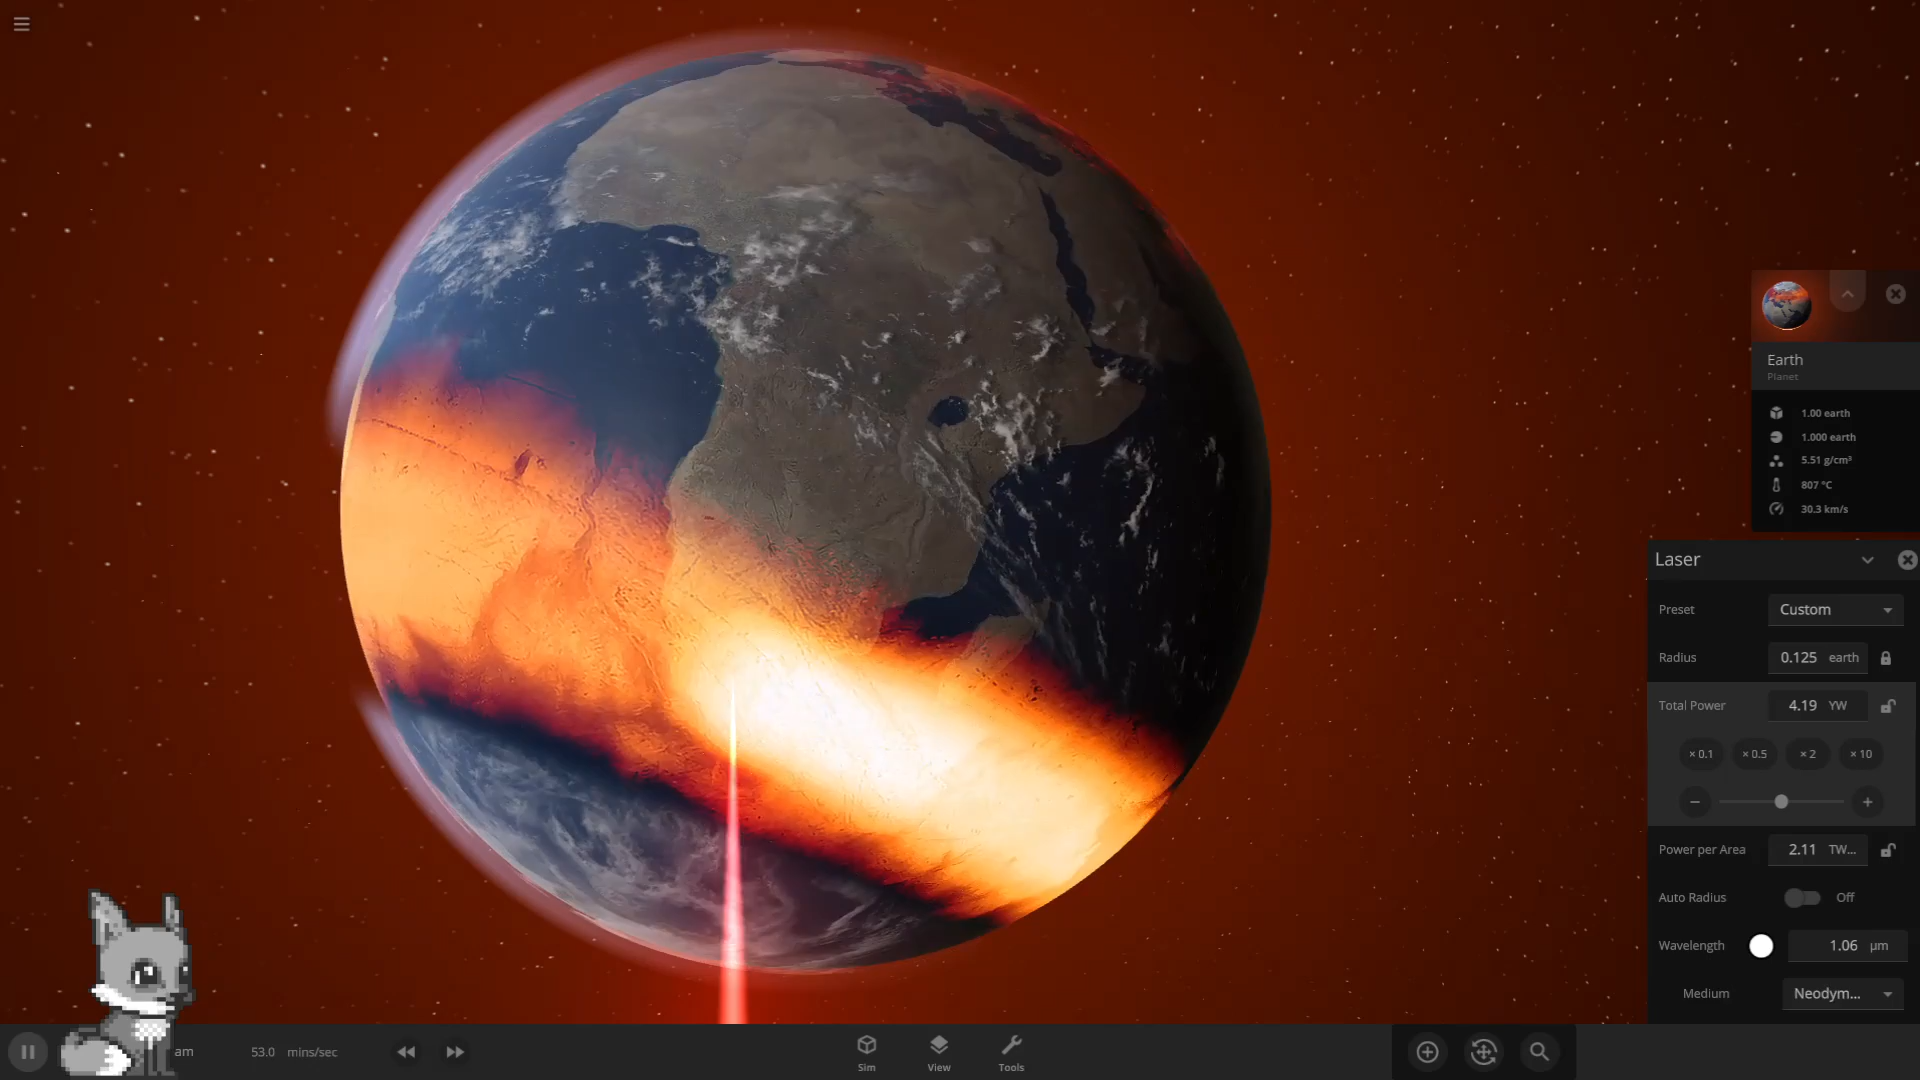 Earth
Planet
1.00 earth
1.000 earth
5.51 g/cm³
807 °C
30.3 km/s
Laser
Preset Custom
Radius 0.125 earth
Total Power 4.19 YW
× 0.1 × 0.5 × 2 × 10
Power per Area 2.11 TW...
Auto Radius Off
Wavelength 1.06 µm
Medium Neodym...
am 53.0 mins/sec
Sim View Tools